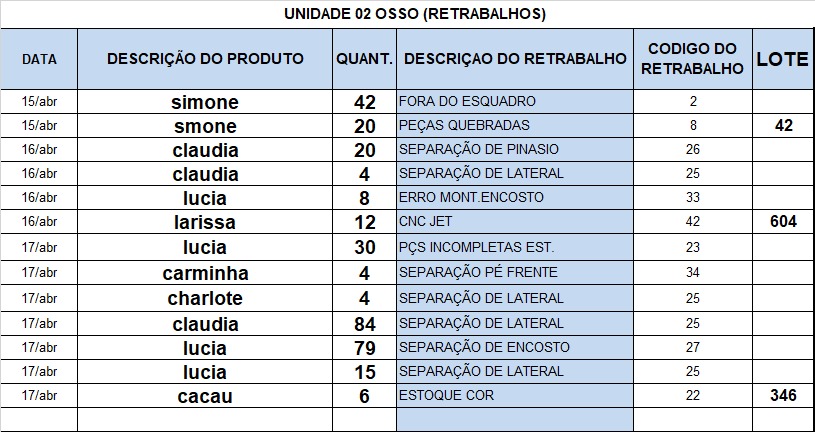 UNIDADE 02 OSSO (RETRABALHOS)
DATA DESCRIÇÃO DO PRODUTO QUANT. DESCRIÇAO DO RETRABALHO CODIGO DO RETRABALHO LOTE
15/abr simone 42 FORA DO ESQUADRO 2
15/abr smone 20 PEÇAS QUEBRADAS 8 42
16/abr claudia 20 SEPARAÇÃO DE PINASIO 26
16/abr claudia 4 SEPARAÇÃO DE LATERAL 25
16/abr lucia 8 ERRO MONT.ENCOSTO 33
16/abr larissa 12 CNC JET 42 604
17/abr lucia 30 PÇS INCOMPLETAS EST. 23
17/abr carminha 4 SEPARAÇÃO PÉ FRENTE 34
17/abr charlote 4 SEPARAÇÃO DE LATERAL 25
17/abr claudia 84 SEPARAÇÃO DE LATERAL 25
17/abr lucia 79 SEPARAÇÃO DE ENCOSTO 27
17/abr lucia 15 SEPARAÇÃO DE LATERAL 25
17/abr cacau 6 ESTOQUE COR 22 346